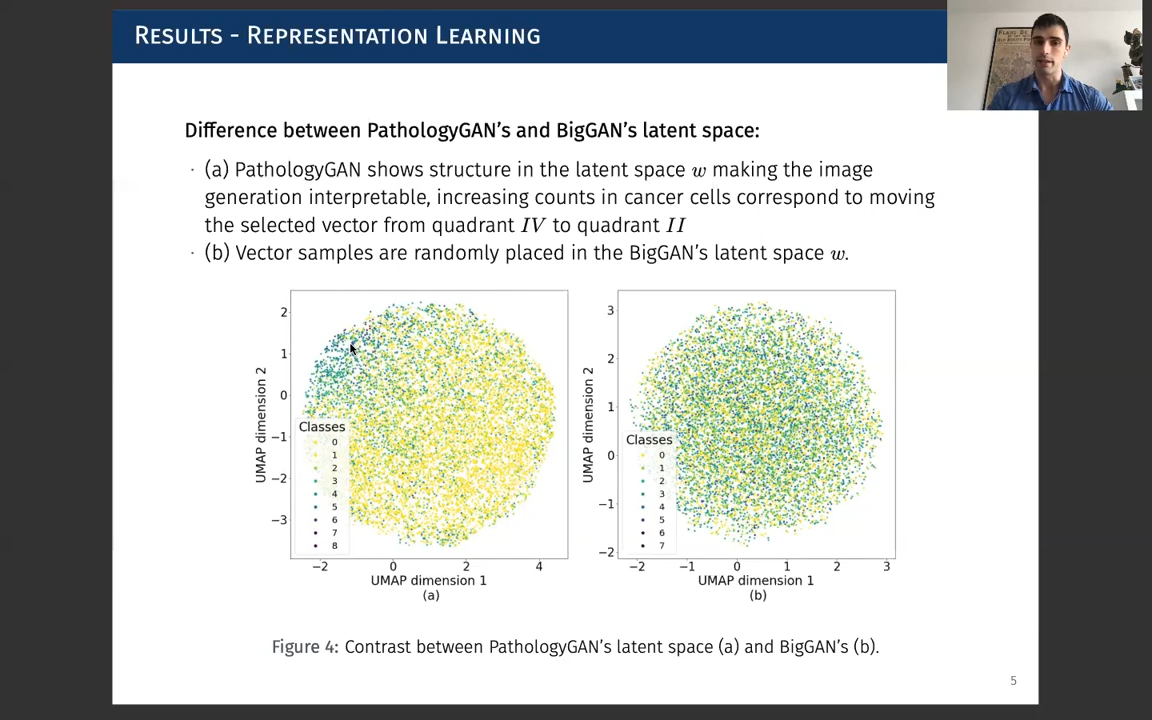 Results - Representation Learning
Difference between PathologyGAN's and BigGAN's latent space:
· (a) PathologyGAN shows structure in the latent space w making the image
generation interpretable, increasing counts in cancer cells correspond to moving
the selected vector from quadrant IV to quadrant II
· (b) Vector samples are randomly placed in the BigGAN's latent space w.
2
1
0
−1
−2
−3
UMAP dimension 2
Classes
0
1
2
3
4
5
6
7
8
−2 0 2 4
UMAP dimension 1
(a)
3
2
1
0
−1
−2
UMAP dimension 2
Classes
0
1
2
3
4
5
6
7
−2 −1 0 1 2 3
UMAP dimension 1
(b)
Figure 4: Contrast between PathologyGAN's latent space (a) and BigGAN's (b).
5